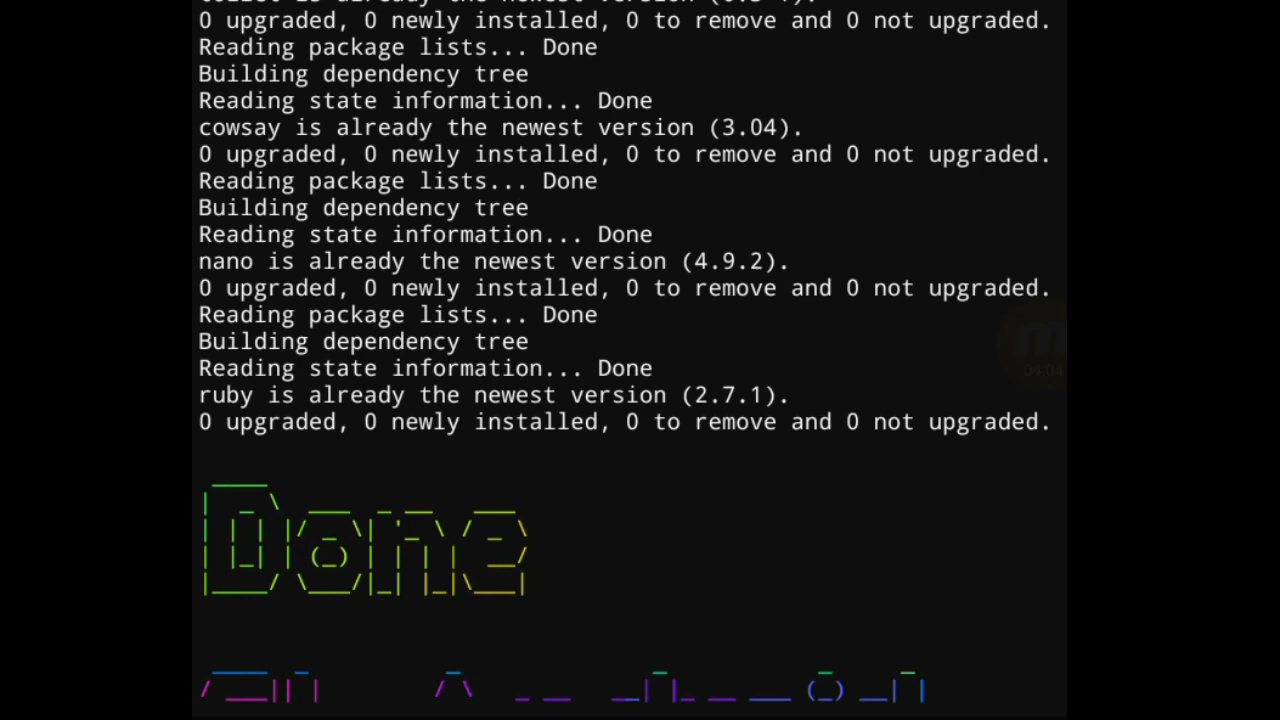 0 upgraded, 0 newly installed, 0 to remove and 0 not upgraded.
Reading package lists... Done
Building dependency tree
Reading state information... Done
cowsay is already the newest version (3.04).
0 upgraded, 0 newly installed, 0 to remove and 0 not upgraded.
Reading package lists... Done
Building dependency tree
Reading state information... Done
nano is already the newest version (4.9.2).
0 upgraded, 0 newly installed, 0 to remove and 0 not upgraded.
Reading package lists... Done
Building dependency tree
Reading state information... Done
ruby is already the newest version (2.7.1).
0 upgraded, 0 newly installed, 0 to remove and 0 not upgraded.
Done
04:04